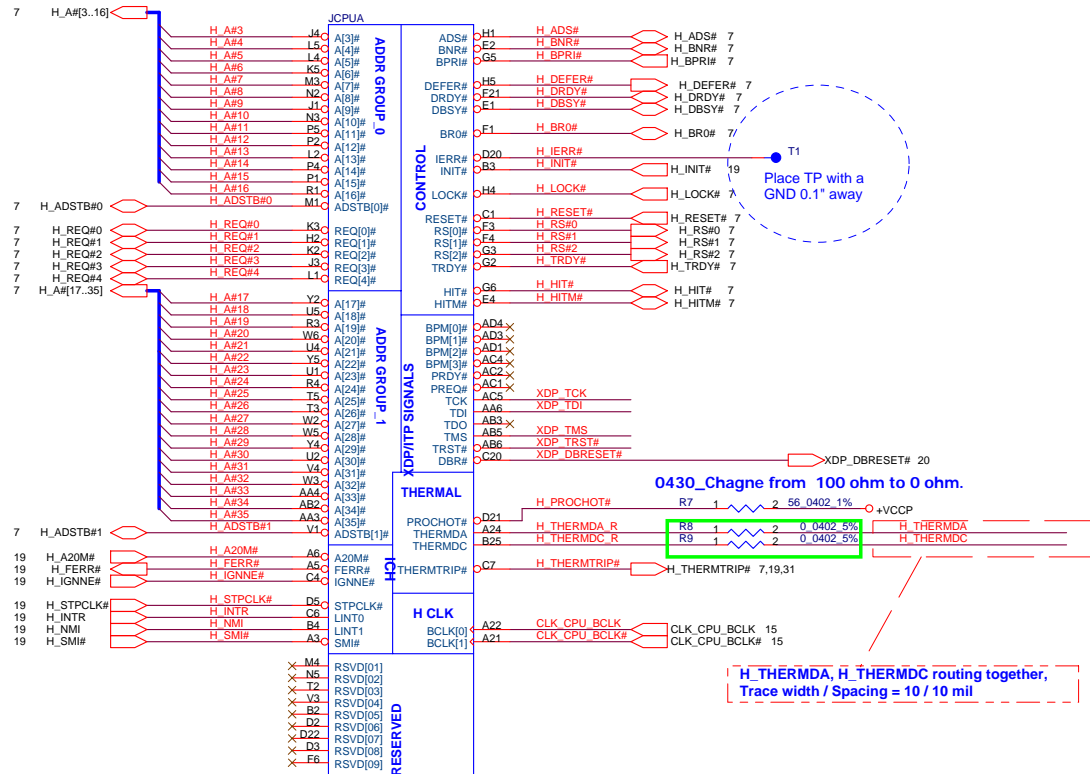 7 H_A#[3..16]
JCPUA
H_A#3 J4 A[3]#
H_A#4 L5 A[4]#
H_A#5 L4 A[5]#
H_A#6 K5 A[6]#
H_A#7 M3 A[7]#
H_A#8 N2 A[8]#
H_A#9 J1 A[9]#
H_A#10 N3 A[10]#
H_A#11 P5 A[11]#
H_A#12 P2 A[12]#
H_A#13 L2 A[13]#
H_A#14 P4 A[14]#
H_A#15 P1 A[15]#
H_A#16 R1 A[16]#
7 H_ADSTB#0 H_ADSTB#0 M1 ADSTB[0]#
7 H_REQ#0 H_REQ#0 K3 REQ[0]#
7 H_REQ#1 H_REQ#1 H2 REQ[1]#
7 H_REQ#2 H_REQ#2 K2 REQ[2]#
7 H_REQ#3 H_REQ#3 J3 REQ[3]#
7 H_REQ#4 H_REQ#4 L1 REQ[4]#
7 H_A#[17..35]
H_A#17 Y2 A[17]#
H_A#18 U5 A[18]#
H_A#19 R3 A[19]#
H_A#20 W6 A[20]#
H_A#21 U4 A[21]#
H_A#22 Y5 A[22]#
H_A#23 U1 A[23]#
H_A#24 R4 A[24]#
H_A#25 T5 A[25]#
H_A#26 T3 A[26]#
H_A#27 W2 A[27]#
H_A#28 W5 A[28]#
H_A#29 Y4 A[29]#
H_A#30 U2 A[30]#
H_A#31 V4 A[31]#
H_A#32 W3 A[32]#
H_A#33 AA4 A[33]#
H_A#34 AB2 A[34]#
H_A#35 AA3 A[35]#
7 H_ADSTB#1 H_ADSTB#1 V1 ADSTB[1]#
19 H_A20M# H_A20M# A6 A20M#
19 H_FERR# H_FERR# A5 FERR#
19 H_IGNNE# H_IGNNE# C4 IGNNE#
19 H_STPCLK# H_STPCLK# D5 STPCLK#
19 H_INTR H_INTR C6 LINT0
19 H_NMI H_NMI B4 LINT1
19 H_SMI# H_SMI# A3 SMI#
M4 RSVD[01]
N5 RSVD[02]
T2 RSVD[03]
V3 RSVD[04]
B2 RSVD[05]
D2 RSVD[06]
D22 RSVD[07]
D3 RSVD[08]
F6 RSVD[09]
ADDR GROUP_0
ADDR GROUP_1
ICH
RESERVED
CONTROL
XDP/ITP SIGNALS
THERMAL
H CLK
ADS# H1 H_ADS# H_ADS# 7
BNR# E2 H_BNR# H_BNR# 7
BPRI# G5 H_BPRI# H_BPRI# 7
DEFER# H5 H_DEFER# H_DEFER# 7
DRDY# F21 H_DRDY# H_DRDY# 7
DBSY# E1 H_DBSY# H_DBSY# 7
BR0# F1 H_BR0# H_BR0# 7
IERR# D20 H_IERR# T1
INIT# B3 H_INIT# H_INIT# 19
Place TP with a
GND 0.1" away
LOCK# H4 H_LOCK# H_LOCK# 7
RESET# C1 H_RESET# H_RESET# 7
RS[0]# F3 H_RS#0 H_RS#0 7
RS[1]# F4 H_RS#1 H_RS#1 7
RS[2]# G3 H_RS#2 H_RS#2 7
TRDY# G2 H_TRDY# H_TRDY# 7
HIT# G6 H_HIT# H_HIT# 7
HITM# E4 H_HITM# H_HITM# 7
BPM[0]# AD4
BPM[1]# AD3
BPM[2]# AD1
BPM[3]# AC4
PRDY# AC2
PREQ# AC1
TCK AC5 XDP_TCK
TDI AA6 XDP_TDI
TDO AB3
TMS AB5 XDP_TMS
TRST# AB6 XDP_TRST#
DBR# C20 XDP_DBRESET# XDP_DBRESET# 20
0430_Chagne from 100 ohm to 0 ohm.
PROCHOT# D21 H_PROCHOT# R7 1 2 56_0402_1% +VCCP
THERMDA A24 H_THERMDA_R R8 1 2 0_0402_5% H_THERMDA
THERMDC B25 H_THERMDC_R R9 1 2 0_0402_5% H_THERMDC
THERMTRIP# C7 H_THERMTRIP# H_THERMTRIP# 7,19,31
BCLK[0] A22 CLK_CPU_BCLK CLK_CPU_BCLK 15
BCLK[1] A21 CLK_CPU_BCLK# CLK_CPU_BCLK# 15
H_THERMDA, H_THERMDC routing together,
Trace width / Spacing = 10 / 10 mil